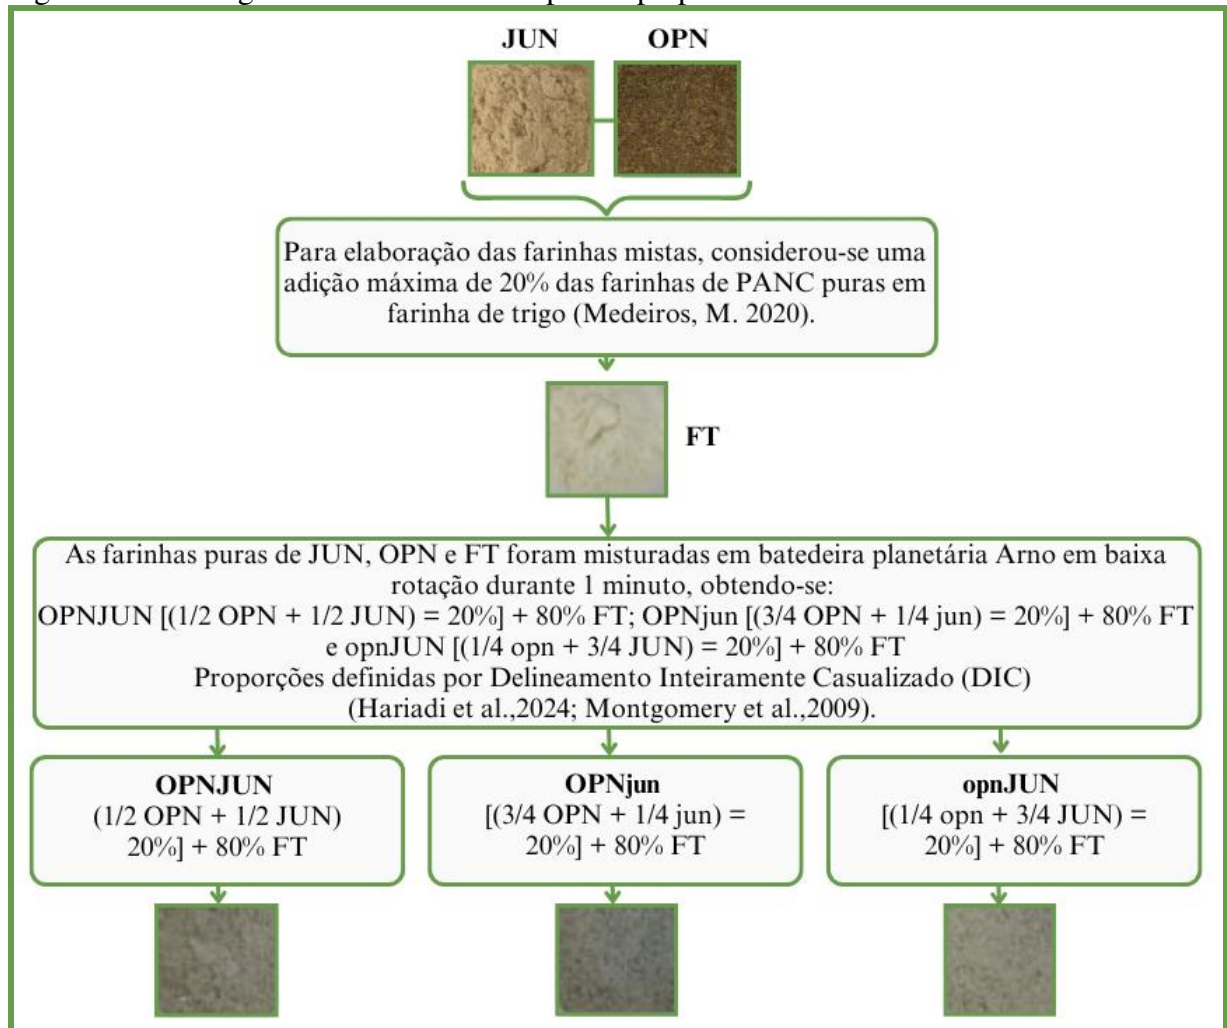 JUN OPN
Para elaboração das farinhas mistas, considerou-se uma
adição máxima de 20% das farinhas de PANC puras em
farinha de trigo (Medeiros, M. 2020).
FT
As farinhas puras de JUN, OPN e FT foram misturadas em batedeira planetária Arno em baixa
rotação durante 1 minuto, obtendo-se:
OPNJUN [(1/2 OPN + 1/2 JUN) = 20%] + 80% FT; OPNjun [(3/4 OPN + 1/4 jun) = 20%] + 80% FT
e opnJUN [(1/4 opn + 3/4 JUN) = 20%] + 80% FT
Proporções definidas por Delineamento Inteiramente Casualizado (DIC)
(Hariadi et al.,2024; Montgomery et al.,2009).
OPNJUN
(1/2 OPN + 1/2 JUN)
20%] + 80% FT
OPNjun
[(3/4 OPN + 1/4 jun) =
20%] + 80% FT
opnJUN
[(1/4 opn + 3/4 JUN) =
20%] + 80% FT